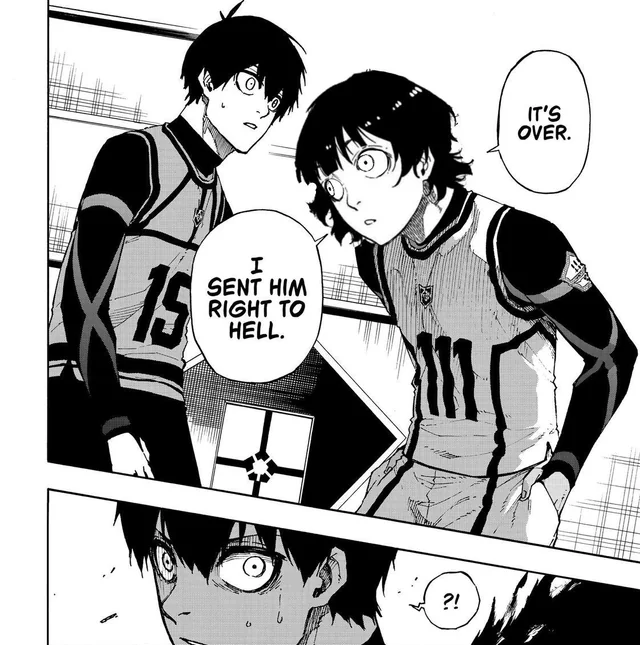 IT'S
OVER.
I
SENT HIM
RIGHT TO
HELL.
15
111
?!